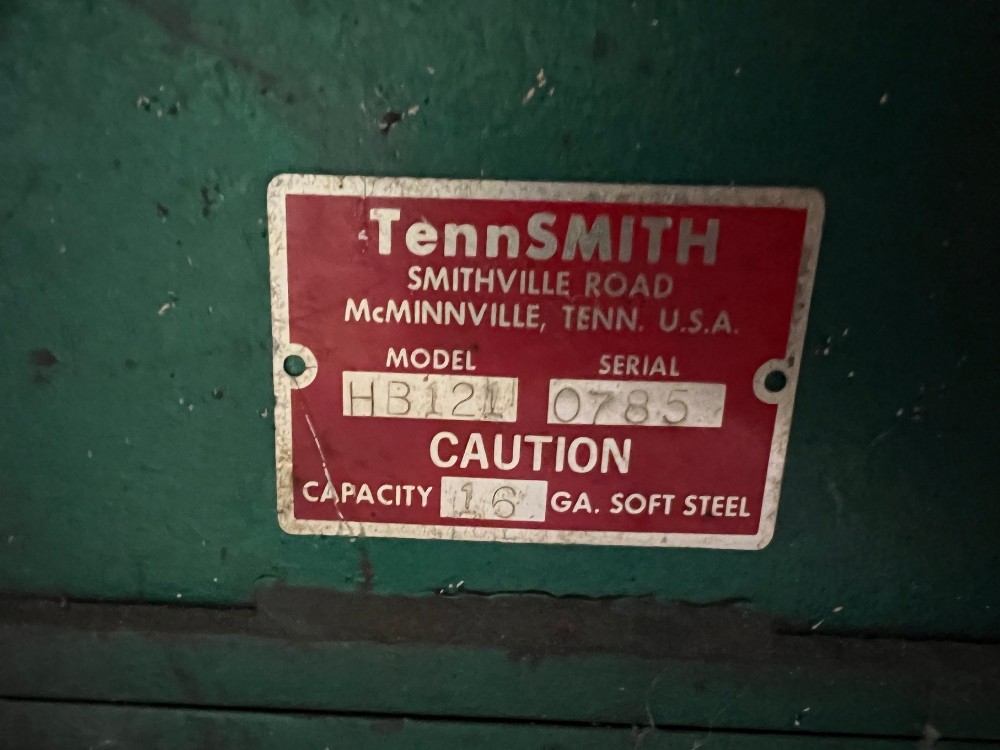 TennSMITH
SMITHVILLE ROAD
McMINNVILLE, TENN. U.S.A.
MODEL SERIAL
HB121 0785
CAUTION
CAPACITY 16 GA. SOFT STEEL